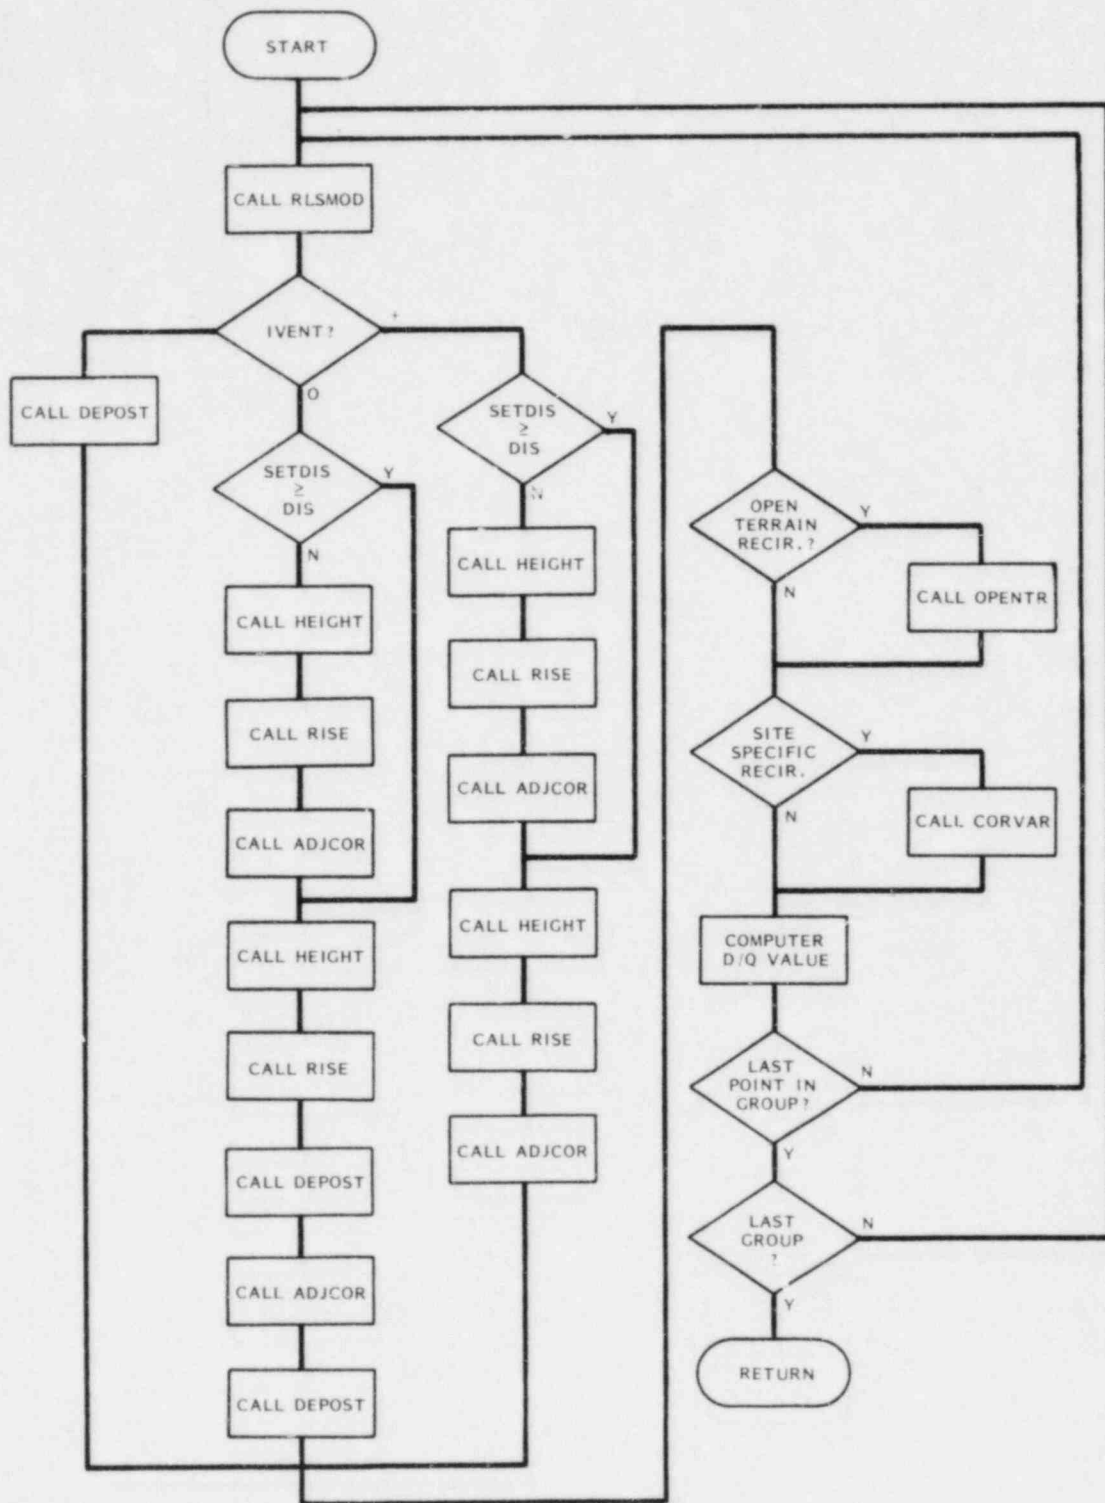 START
CALL RLSMOD
IVENT?
+
O
CALL DEPOST
SETDIS
≥
DIS
Y
N
CALL HEIGHT
CALL RISE
CALL ADJCOR
CALL HEIGHT
CALL RISE
CALL DEPOST
CALL ADJCOR
CALL DEPOST
SETDIS
≥
DIS
Y
N
CALL HEIGHT
CALL RISE
CALL ADJCOR
CALL HEIGHT
CALL RISE
CALL ADJCOR
OPEN
TERRAIN
RECIR.?
Y
N
CALL OPENTR
SITE
SPECIFIC
RECIR.
Y
N
CALL CORVAR
COMPUTER
D/Q VALUE
LAST
POINT IN
GROUP?
N
Y
LAST
GROUP
?
N
Y
RETURN